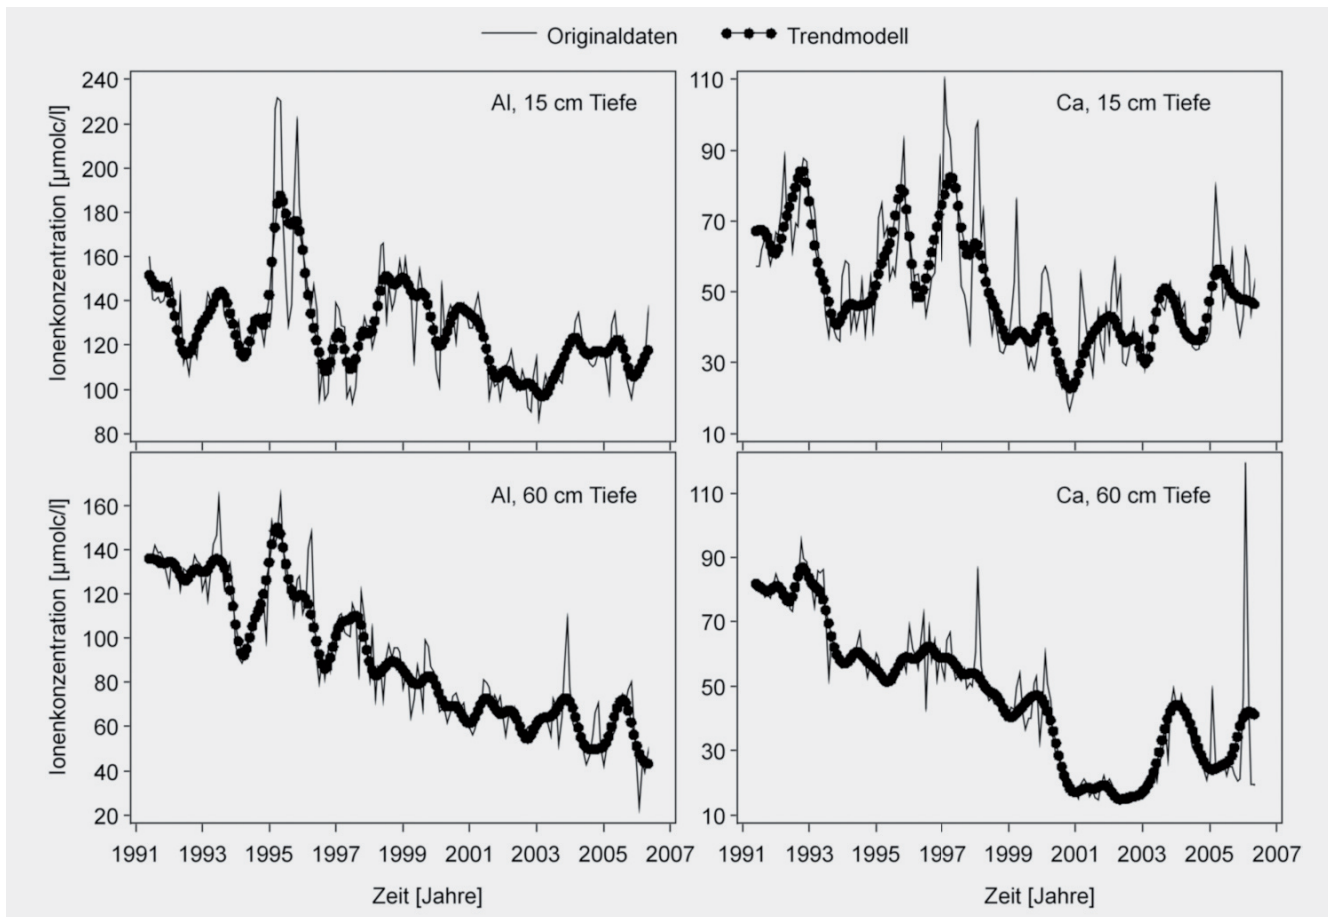 Originaldaten Trendmodell
Ionenkonzentration [µmolc/l]
240
220
200
180
160
140
120
100
80
Al, 15 cm Tiefe
110
90
70
50
30
10
Ca, 15 cm Tiefe
Ionenkonzentration [µmolc/l]
160
140
120
100
80
60
40
20
Al, 60 cm Tiefe
110
90
70
50
30
10
Ca, 60 cm Tiefe
1991 1993 1995 1997 1999 2001 2003 2005 2007
1991 1993 1995 1997 1999 2001 2003 2005 2007
Zeit [Jahre]
Zeit [Jahre]